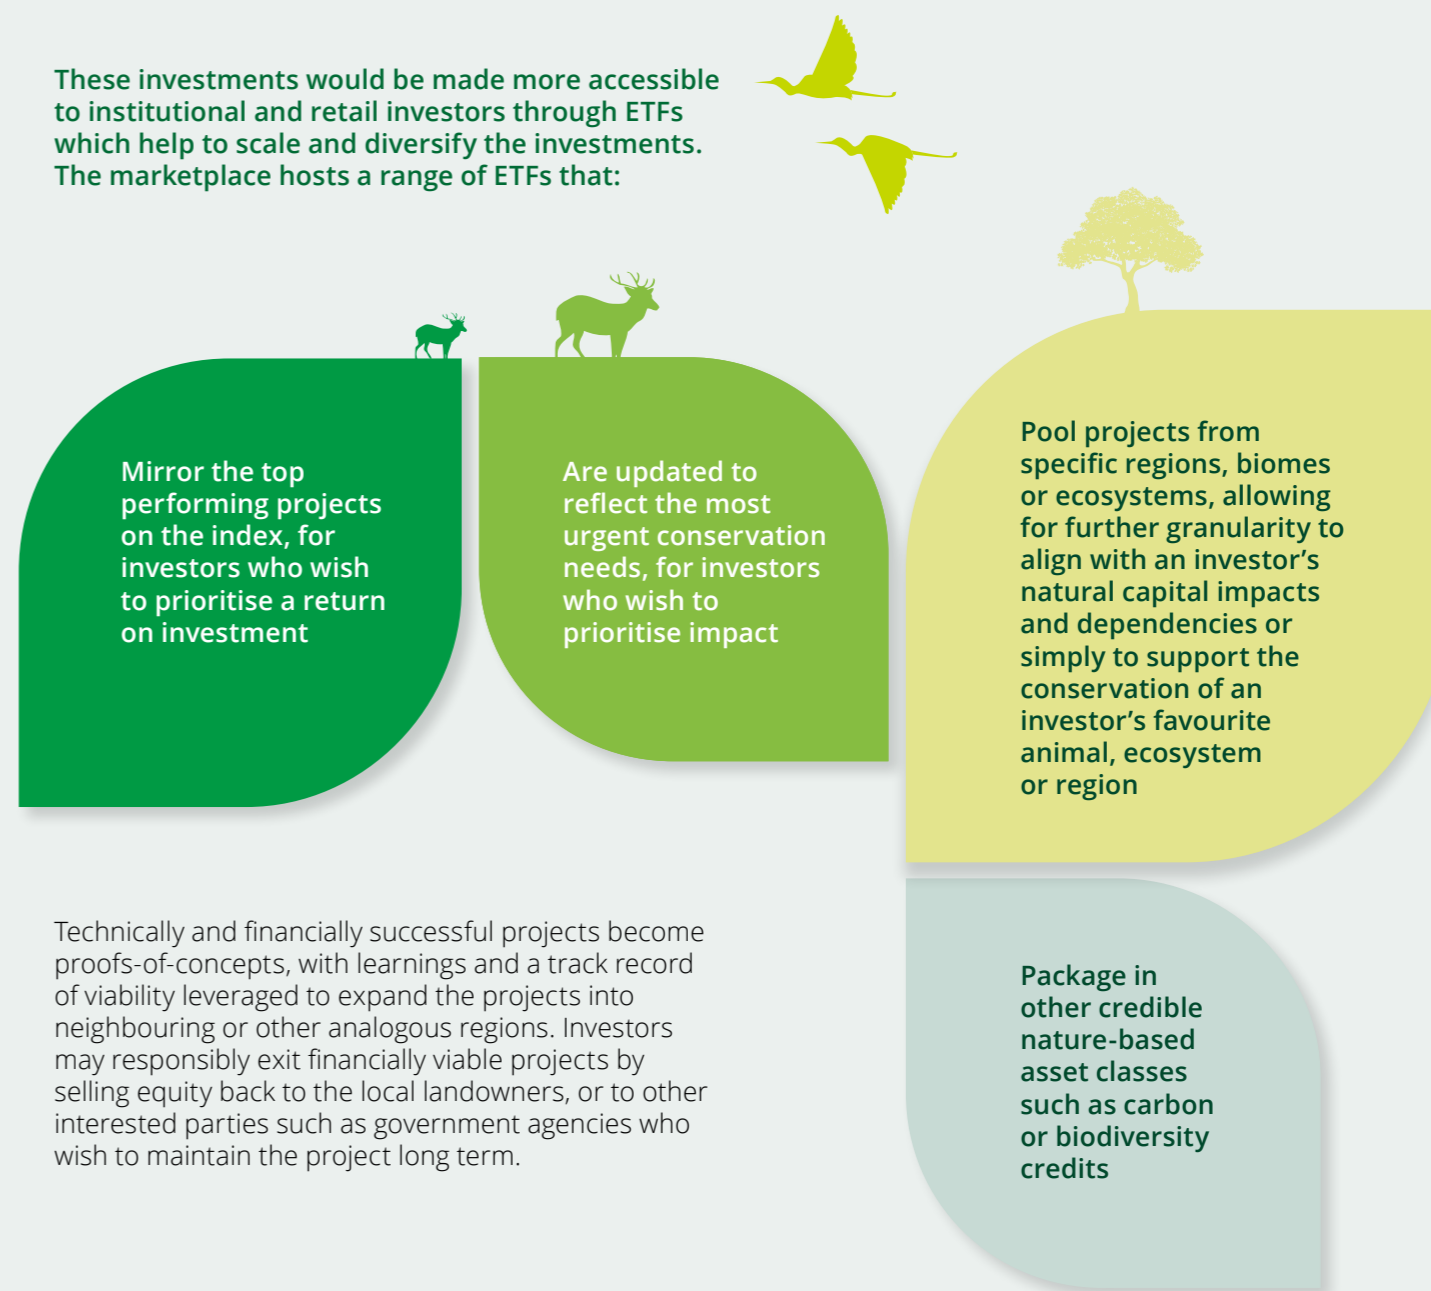 These investments would be made more accessible
to institutional and retail investors through ETFs
which help to scale and diversify the investments.
The marketplace hosts a range of ETFs that:
Mirror the top
performing projects
on the index, for
investors who wish
to prioritise a return
on investment
Are updated to
reflect the most
urgent conservation
needs, for investors
who wish to
prioritise impact
Pool projects from
specific regions, biomes
or ecosystems, allowing
for further granularity to
align with an investor’s
natural capital impacts
and dependencies or
simply to support the
conservation of an
investor’s favourite
animal, ecosystem
or region
Technically and financially successful projects become
proofs-of-concepts, with learnings and a track record
of viability leveraged to expand the projects into
neighbouring or other analogous regions. Investors
may responsibly exit financially viable projects by
selling equity back to the local landowners, or to other
interested parties such as government agencies who
wish to maintain the project long term.
Package in
other credible
nature-based
asset classes
such as carbon
or biodiversity
credits